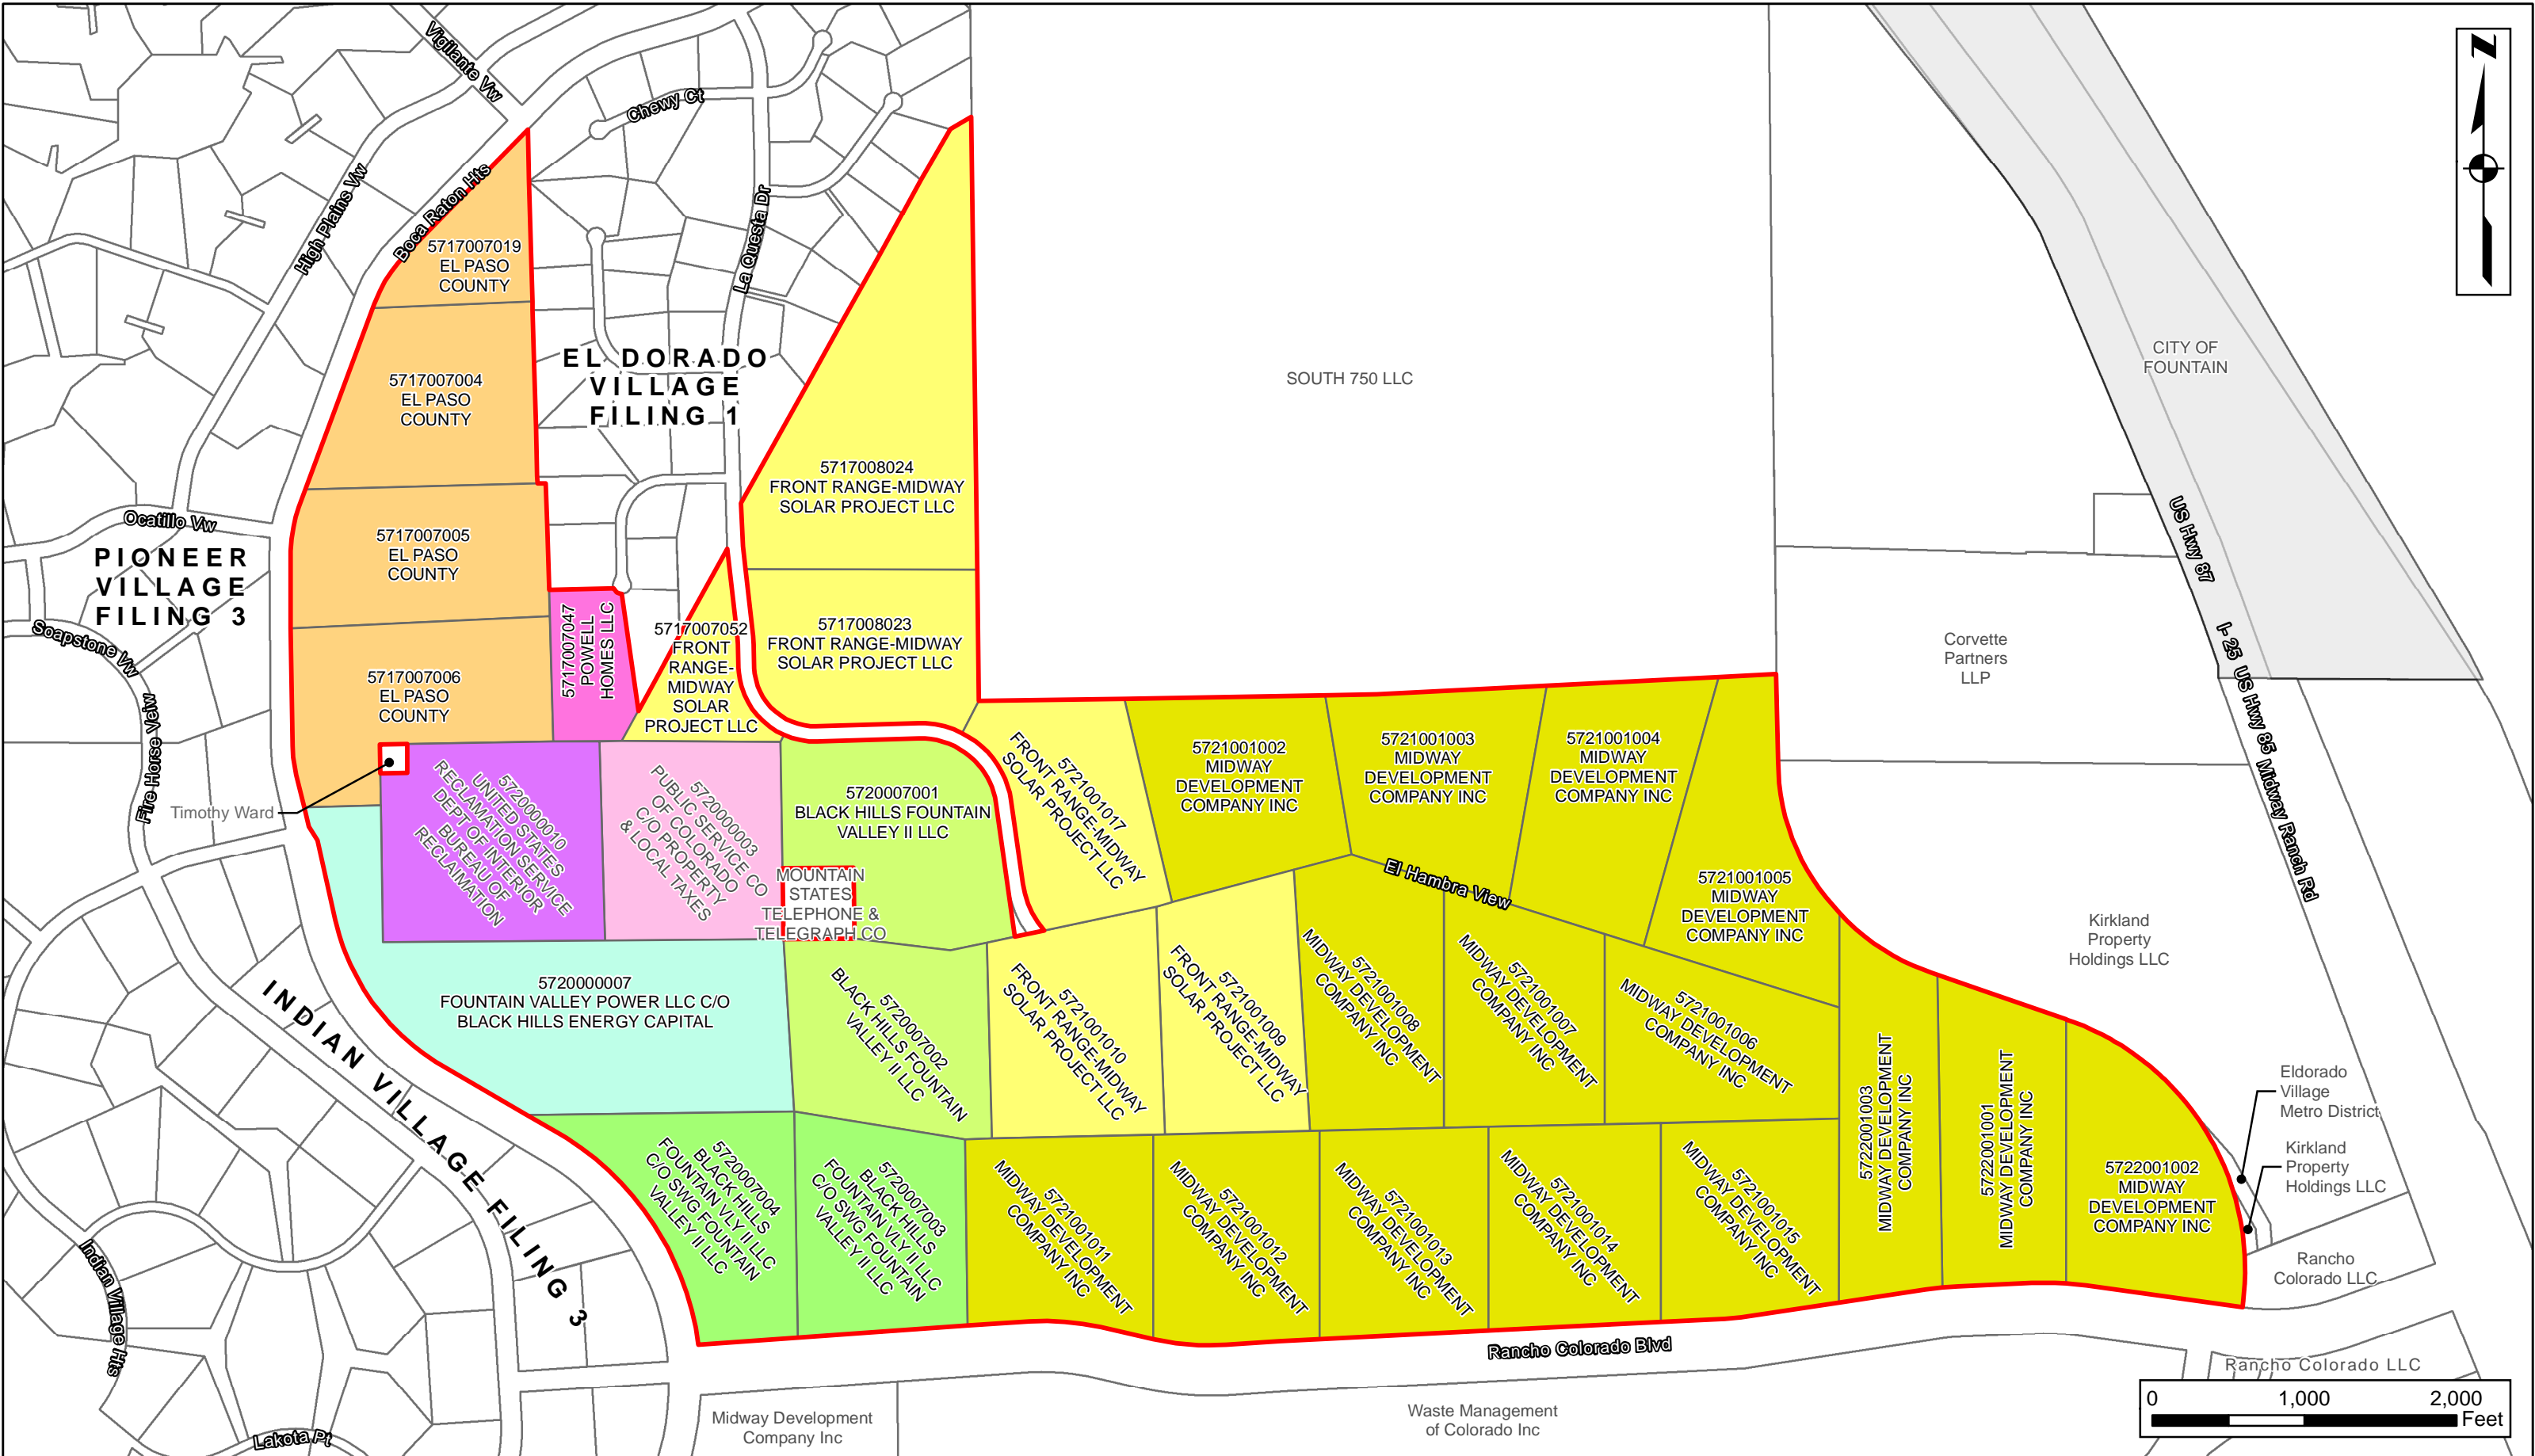 Vigilante Vw
Chewy Ct
High Plains Vw
Boca Raton Hts
La Questa Dr
N
5717007019
EL PASO
COUNTY
5717007004
EL PASO
COUNTY
EL DORADO
VILLAGE
FILING 1
SOUTH 750 LLC
CITY OF
FOUNTAIN
5717008024
FRONT RANGE-MIDWAY
SOLAR PROJECT LLC
Ocatillo Vw
PIONEER
VILLAGE
FILING 3
5717007005
EL PASO
COUNTY
US Hwy 87
Soapstone Vw
5717007047
POWELL
HOMES LLC
5717007052
FRONT
RANGE-
MIDWAY
SOLAR
PROJECT LLC
5717008023
FRONT RANGE-MIDWAY
SOLAR PROJECT LLC
Corvette
Partners
LLP
I-25 US Hwy 85 Midway Ranch Rd
5717007006
EL PASO
COUNTY
Fire Horse Veiw
Timothy Ward
5720000010
UNITED STATES
RECLAMATION SERVICE
DEPT OF INTERIOR
BUREAU OF
RECLAIMATION
5720000003
PUBLIC SERVICE CO
OF COLORADO
C/O PROPERTY
& LOCAL TAXES
5720007001
BLACK HILLS FOUNTAIN
VALLEY II LLC
5721001017
FRONT RANGE-MIDWAY
SOLAR PROJECT LLC
5721001002
MIDWAY
DEVELOPMENT
COMPANY INC
5721001003
MIDWAY
DEVELOPMENT
COMPANY INC
5721001004
MIDWAY
DEVELOPMENT
COMPANY INC
MOUNTAIN
STATES
TELEPHONE &
TELEGRAPH CO
El Hambra View
5721001005
MIDWAY
DEVELOPMENT
COMPANY INC
Kirkland
Property
Holdings LLC
5720000007
FOUNTAIN VALLEY POWER LLC C/O
BLACK HILLS ENERGY CAPITAL
5720007002
BLACK HILLS FOUNTAIN
VALLEY II LLC
5721001010
FRONT RANGE-MIDWAY
SOLAR PROJECT LLC
5721001009
FRONT RANGE-MIDWAY
SOLAR PROJECT LLC
5721001008
MIDWAY DEVELOPMENT
COMPANY INC
5721001007
MIDWAY DEVELOPMENT
COMPANY INC
5721001006
MIDWAY DEVELOPMENT
COMPANY INC
5722001003
MIDWAY DEVELOPMENT
COMPANY INC
5722001001
MIDWAY DEVELOPMENT
COMPANY INC
5722001002
MIDWAY
DEVELOPMENT
COMPANY INC
Eldorado
Village
Metro District
Kirkland
Property
Holdings LLC
INDIAN VILLAGE FILING 3
5720007004
BLACK HILLS
FOUNTAIN VLY II LLC
C/O SWG FOUNTAIN
VALLEY II LLC
5720007003
BLACK HILLS
FOUNTAIN VLY II LLC
C/O SWG FOUNTAIN
VALLEY II LLC
5721001011
MIDWAY DEVELOPMENT
COMPANY INC
5721001012
MIDWAY DEVELOPMENT
COMPANY INC
5721001013
MIDWAY DEVELOPMENT
COMPANY INC
5721001014
MIDWAY DEVELOPMENT
COMPANY INC
5721001015
MIDWAY DEVELOPMENT
COMPANY INC
Rancho
Colorado LLC
Indian Village Hts
Rancho Colorado Blvd
Rancho Colorado LLC
Lakota Pt
Midway Development
Company Inc
Waste Management
of Colorado Inc
0 1,000 2,000
Feet